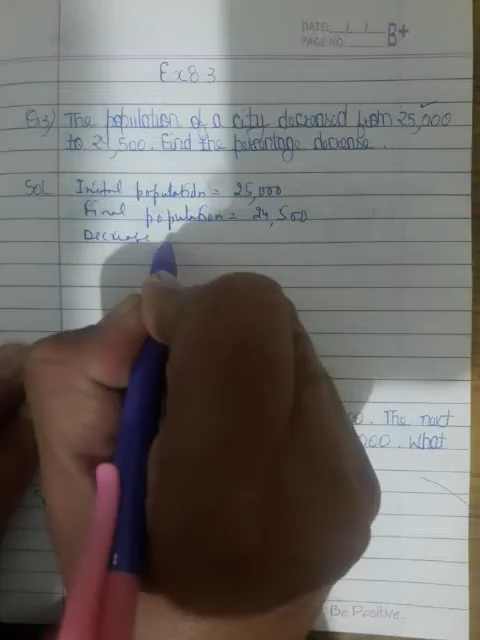 DATE: / /
PAGE NO.
B+
Ex 8.3
Q3) The population of a city decreased from 25,000
to 24,500. Find the percentage decrease.
Sol Initial population = 25,000
Final population = 24,500
Decrease
00. The next
000. What
Be Positive